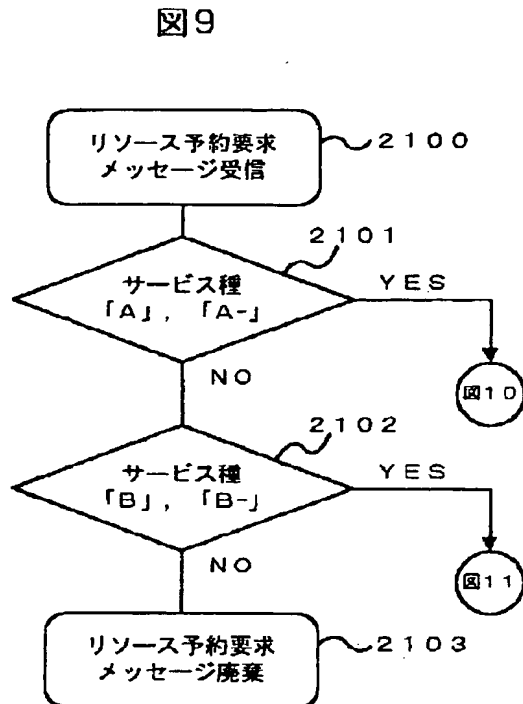 図9
リソース予約要求
メッセージ受信
2100
2101
サービス種
「A」，「A-」
YES
図10
NO
2102
サービス種
「B」，「B-」
YES
図11
NO
リソース予約要求
メッセージ廃棄
2103